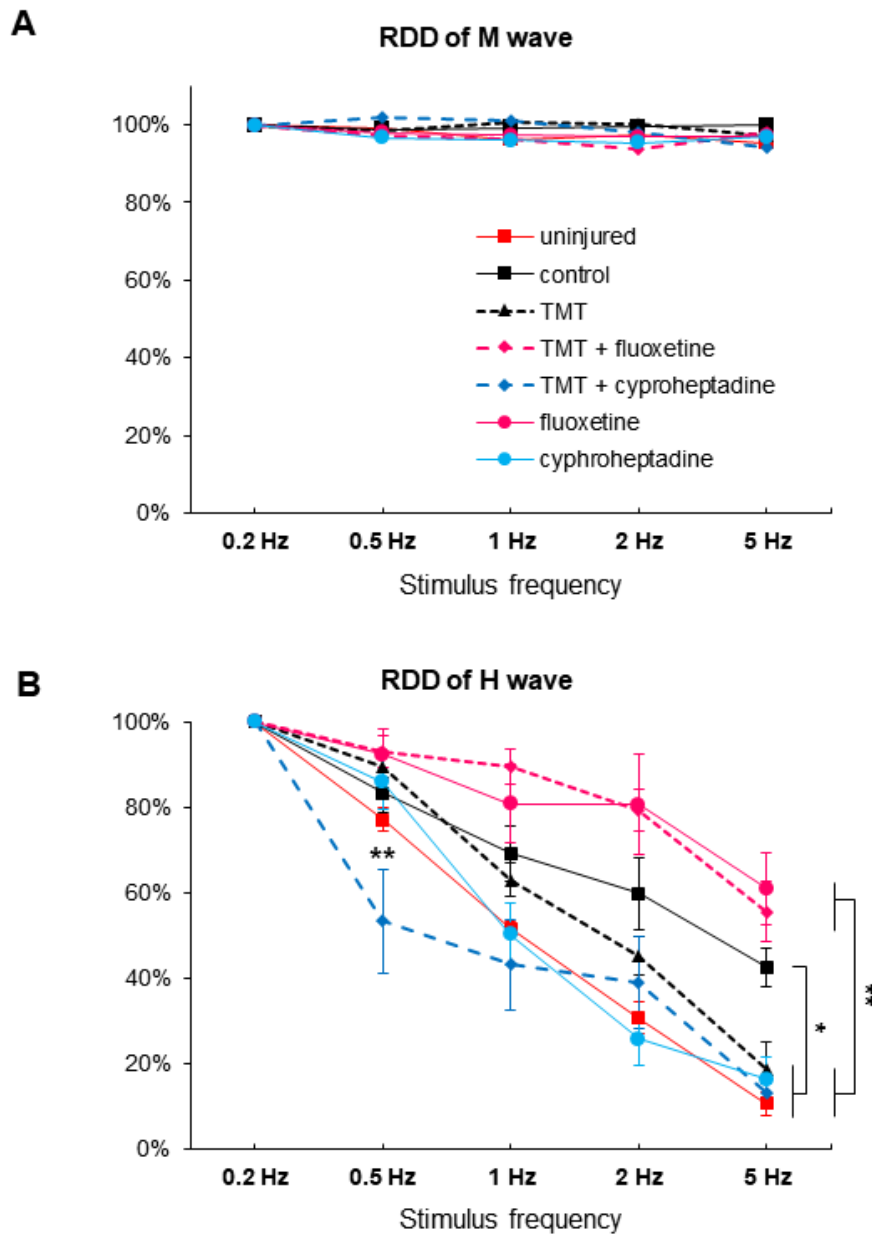 A
RDD of M wave
100%
80%
60%
40%
20%
0%
uninjured
control
TMT
TMT + fluoxetine
TMT + cyproheptadine
fluoxetine
cyphroheptadine
0.2 Hz 0.5 Hz 1 Hz 2 Hz 5 Hz
Stimulus frequency
B
RDD of H wave
100%
80%
60%
40%
20%
0%
**
*
**
0.2 Hz 0.5 Hz 1 Hz 2 Hz 5 Hz
Stimulus frequency